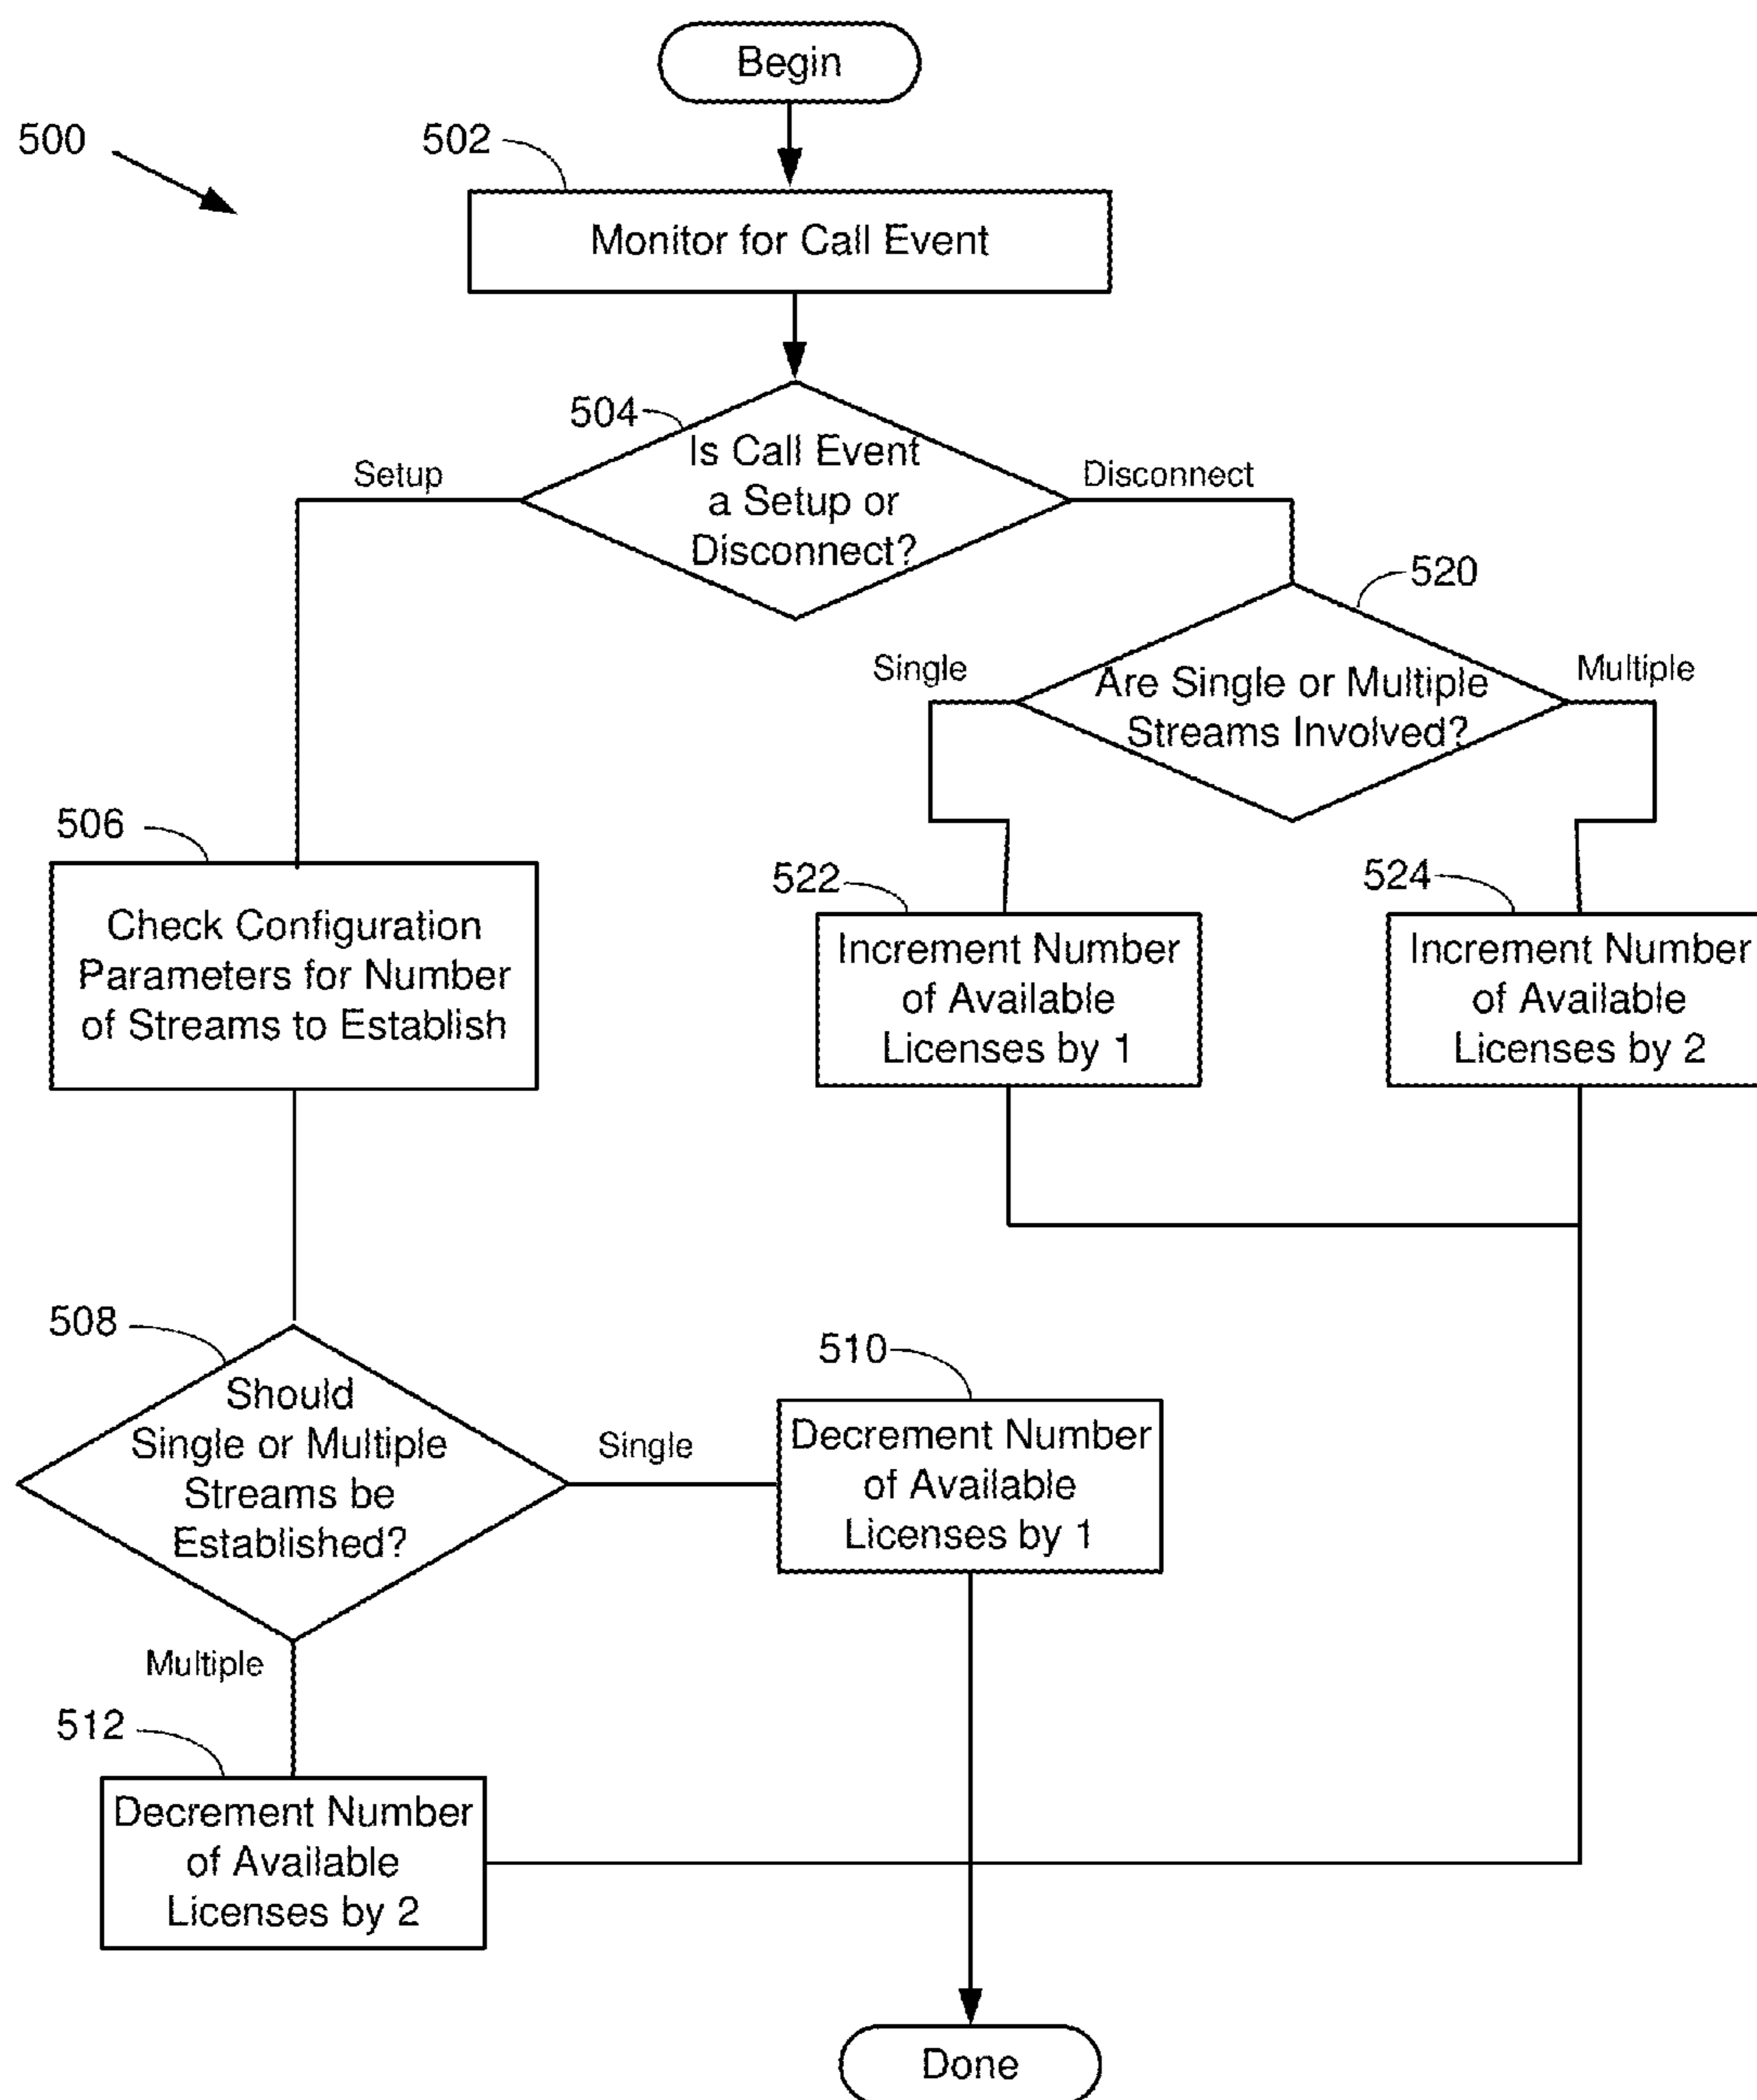 Begin
500
502
Monitor for Call Event
504
Is Call Event
a Setup or
Disconnect?
Setup
Disconnect
520
Single
Are Single or Multiple
Streams Involved?
Multiple
506
Check Configuration
Parameters for Number
of Streams to Establish
522
Increment Number
of Available
Licenses by 1
524
Increment Number
of Available
Licenses by 2
508
Should
Single or Multiple
Streams be
Established?
Single
510
Decrement Number
of Available
Licenses by 1
Multiple
512
Decrement Number
of Available
Licenses by 2
Done